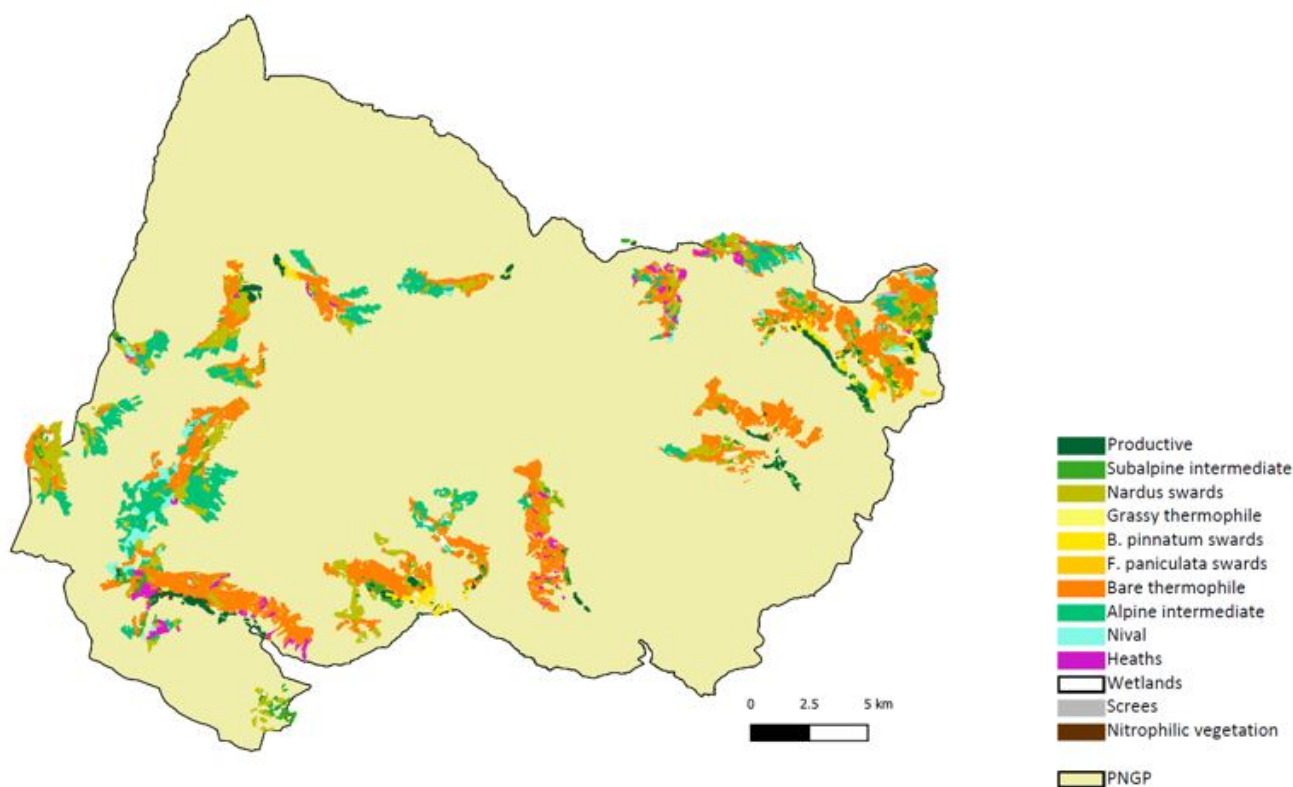 Productive
Subalpine intermediate
Nardus swards
Grassy thermophile
B. pinnatum swards
F. paniculata swards
Bare thermophile
Alpine intermediate
Nival
Heaths
Wetlands
Screes
Nitrophilic vegetation
PNGP
0 2.5 5 km